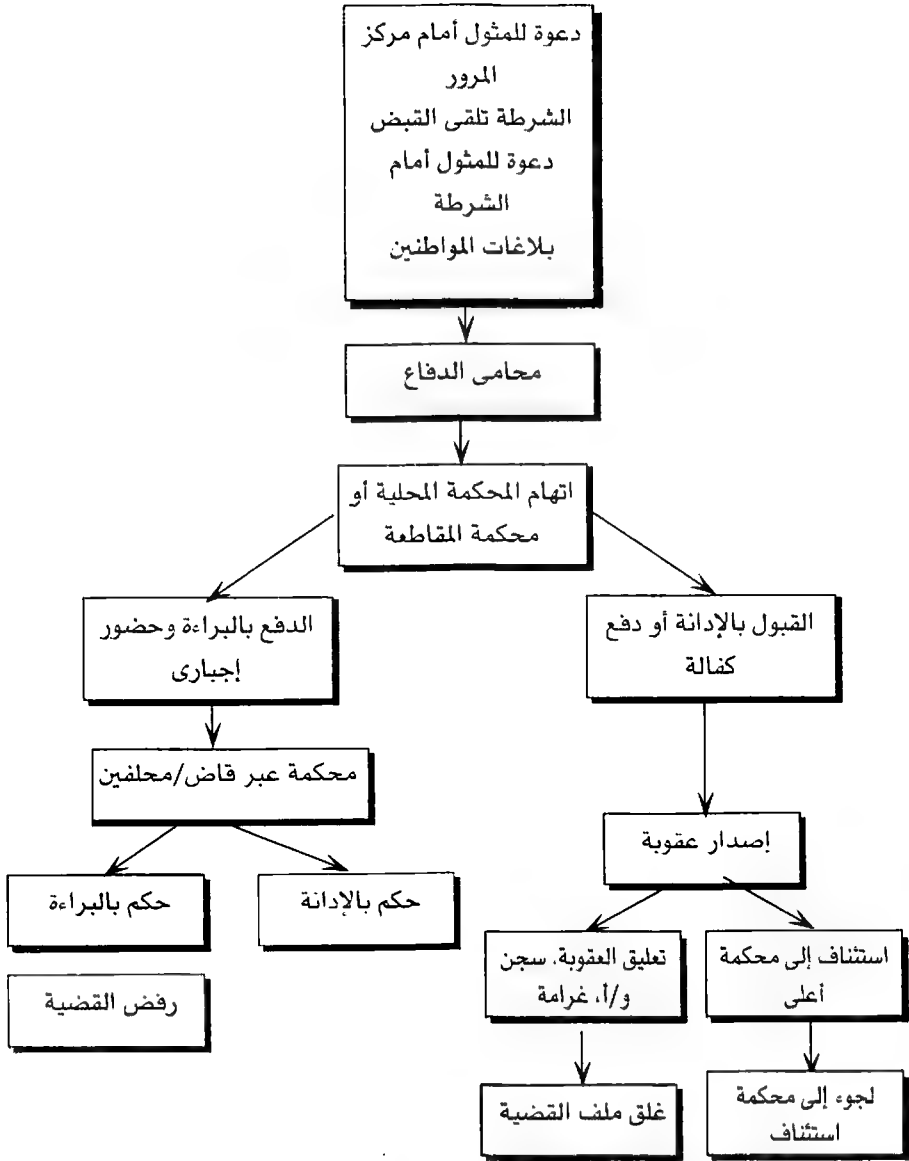 دعوة للمثول أمام مركز
المرور
الشرطة تلقى القبض
دعوة للمثول أمام
الشرطة
بلاغات المواطنين
محامى الدفاع
اتهام المحكمة المحلية أو
محكمة المقاطعة
القبول بالإدانة أو دفع
كفالة
الدفع بالبراءة وحضور
إجبارى
محكمة عبر قاض/محلفين
إصدار عقوبة
حكم بالإدانة
حكم بالبراءة
استئناف إلى محكمة
أعلى
تعليق العقوبة، سجن
و/أ، غرامة
رفض القضية
لجوء إلى محكمة
استئناف
غلق ملف القضية